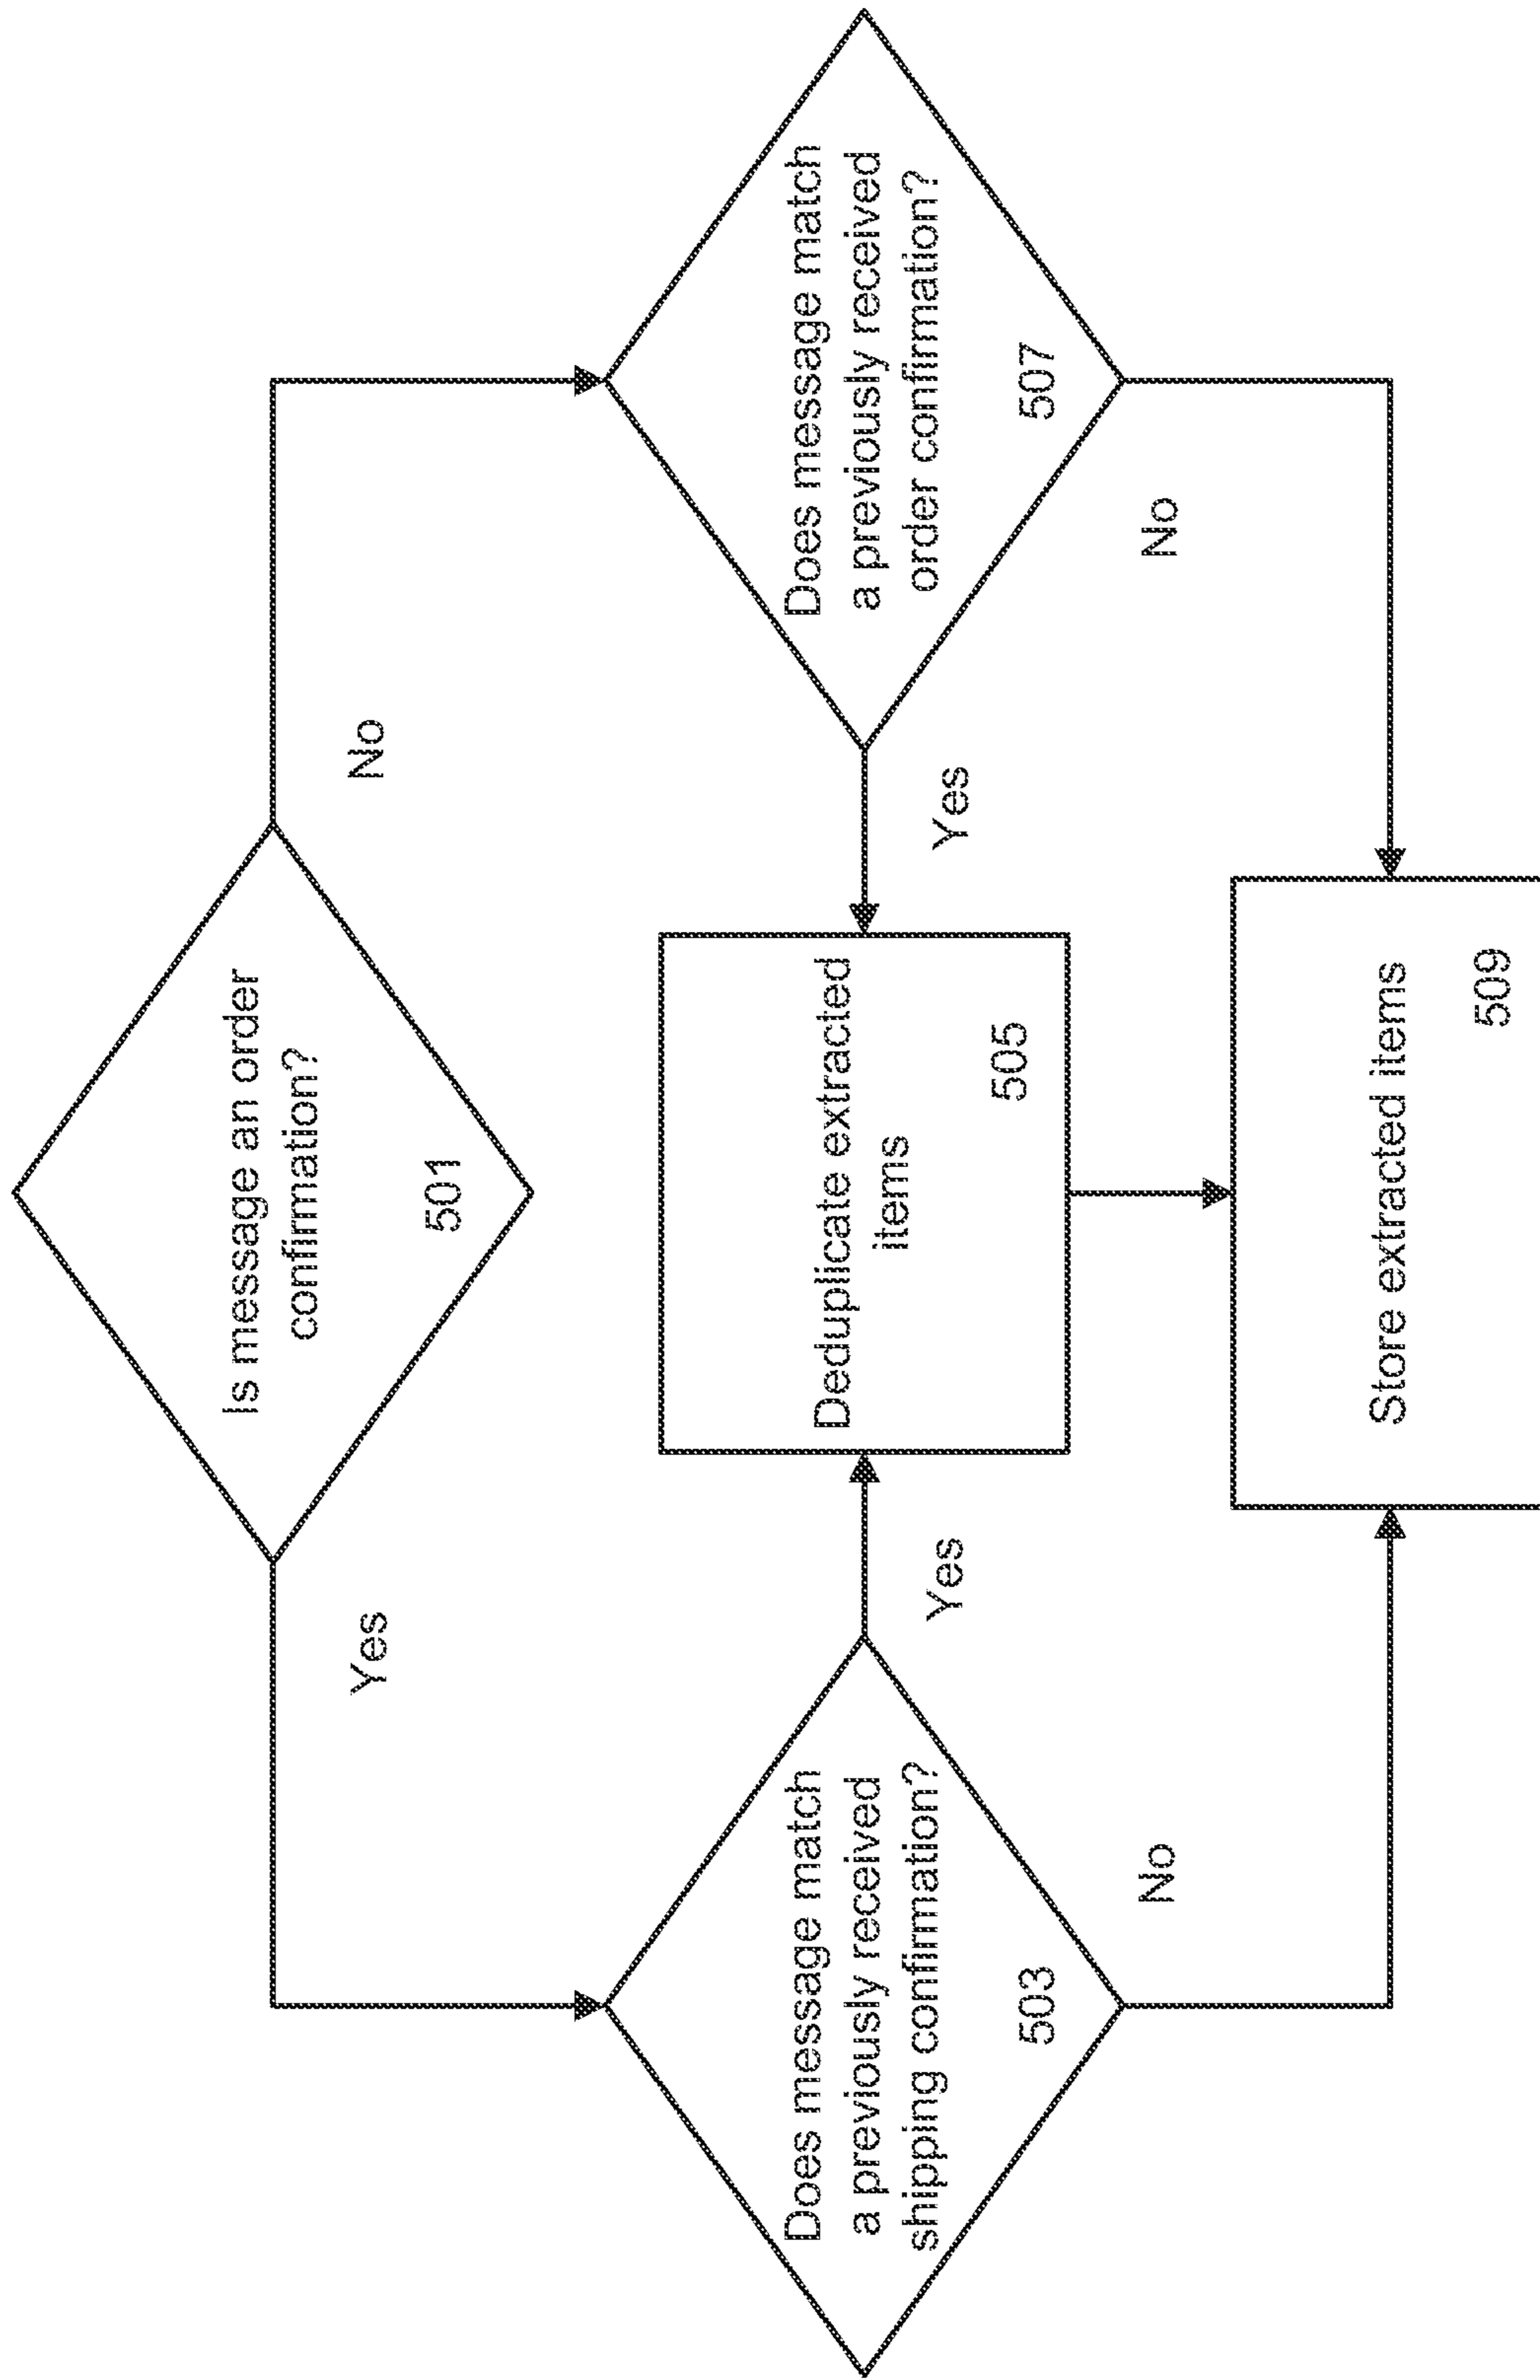 Is message an order
confirmation?
501
Yes
No
Does message match
a previously received
shipping confirmation?
503
Yes
No
Deduplicate extracted
items
505
Does message match
a previously received
order confirmation?
507
Yes
No
Store extracted items
509